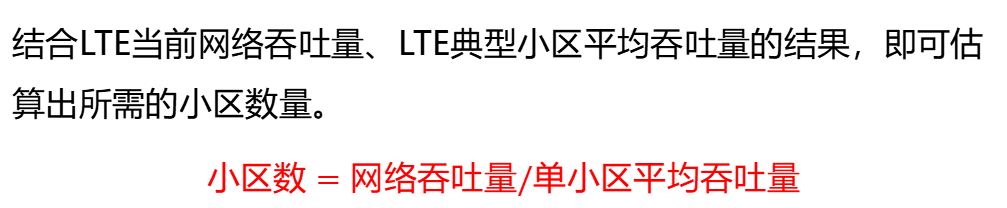 结合LTE当前网络吞吐量、LTE典型小区平均吞吐量的结果，即可估
算出所需的小区数量。
小区数 = 网络吞吐量/单小区平均吞吐量